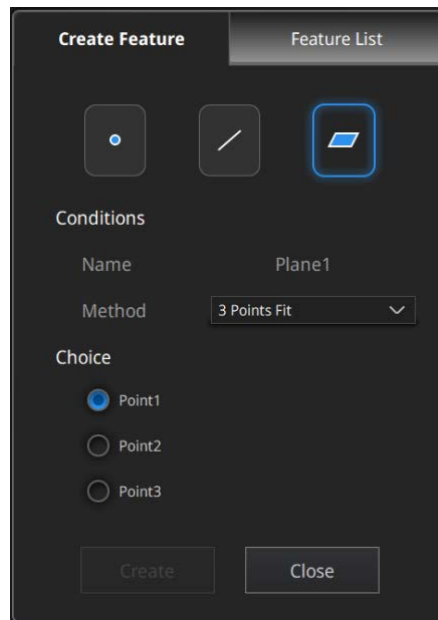 Create Feature Feature List
Conditions
Name Plane1
Method 3 Points Fit
Choice
Point1
Point2
Point3
Create Close